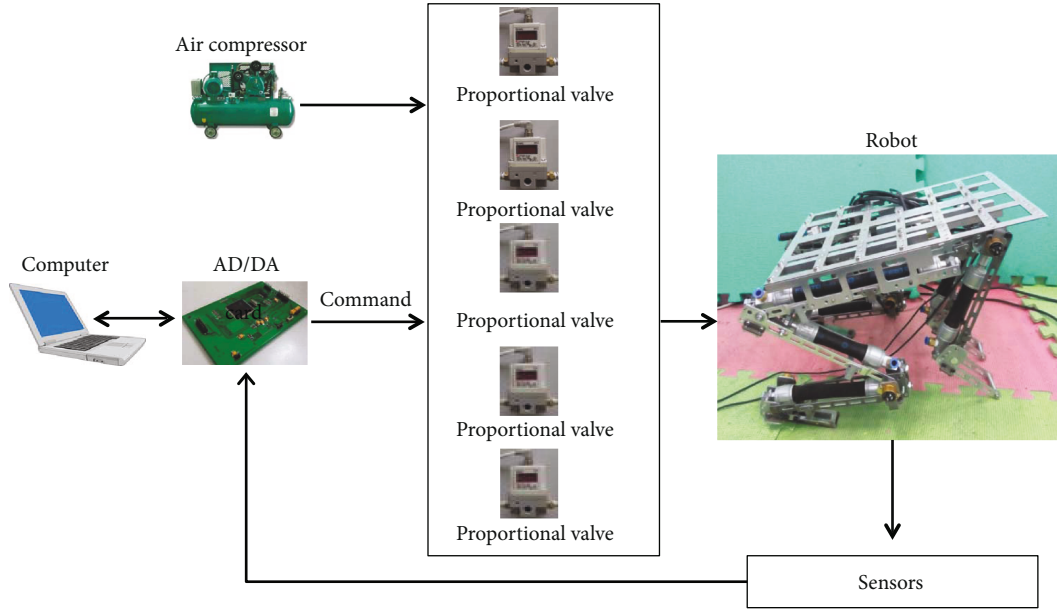 Air compressor
Proportional valve
Proportional valve
Robot
Computer
AD/DA
card
Command
Proportional valve
Proportional valve
Proportional valve
Sensors